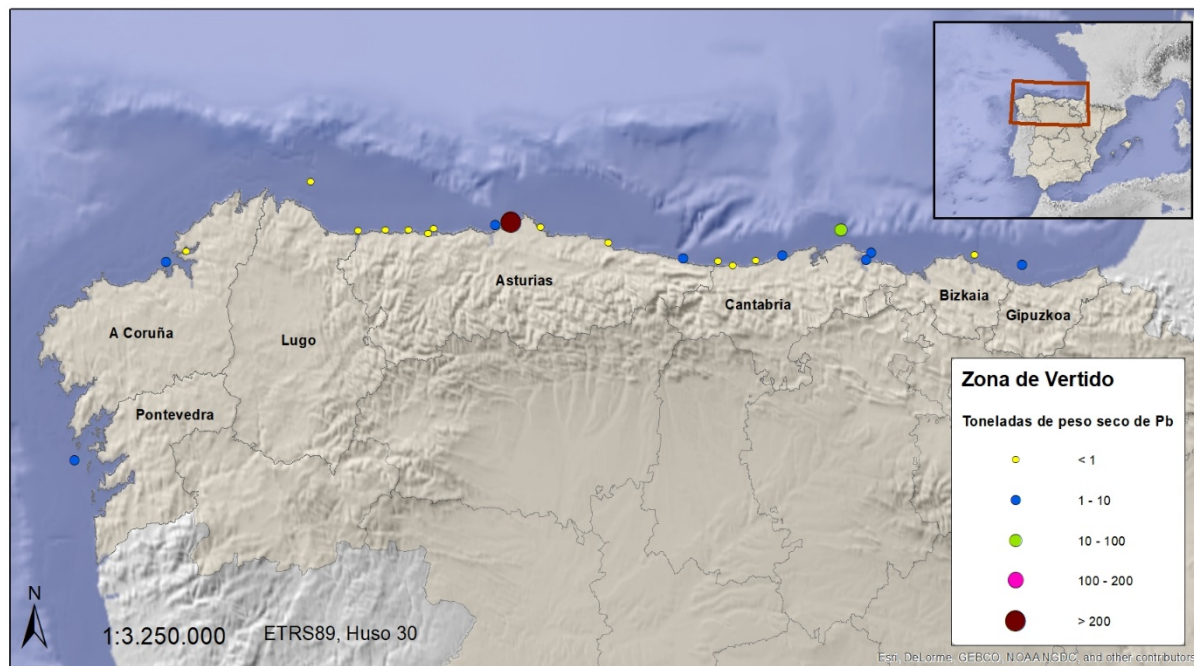 A Coruña
Lugo
Asturias
Cantabria
Bizkaia
Gipuzkoa
Pontevedra
Zona de Vertido
Toneladas de peso seco de Pb
< 1
1 - 10
10 - 100
100 - 200
> 200
N
1:3.250.000 ETRS89, Huso 30
Esri, DeLorme, GEBCO, NOAA NGDC, and other contributors